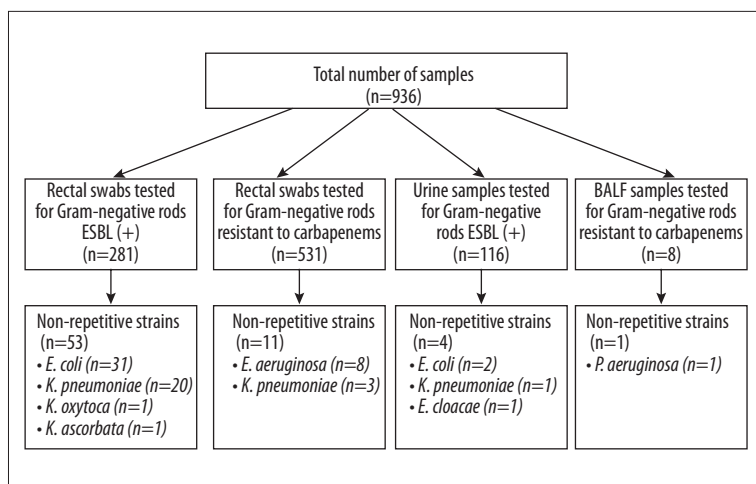 Total number of samples
(n=936)
Rectal swabs tested
for Gram-negative rods
ESBL (+)
(n=281)
Rectal swabs tested
for Gram-negative rods
resistant to carbapenems
(n=531)
Urine samples tested
for Gram-negative
rods ESBL (+)
(n=116)
BALF samples tested
for Gram-negative rods
resistant to carbapenems
(n=8)
Non-repetitive strains
(n=53)
• E. coli (n=31)
• K. pneumoniae (n=20)
• K. oxytoca (n=1)
• K. ascorbata (n=1)
Non-repetitive strains
(n=11)
• E. aeruginosa (n=8)
• K. pneumoniae (n=3)
Non-repetitive strains
(n=4)
• E. coli (n=2)
• K. pneumoniae (n=1)
• E. cloacae (n=1)
Non-repetitive strains
(n=1)
• P. aeruginosa (n=1)